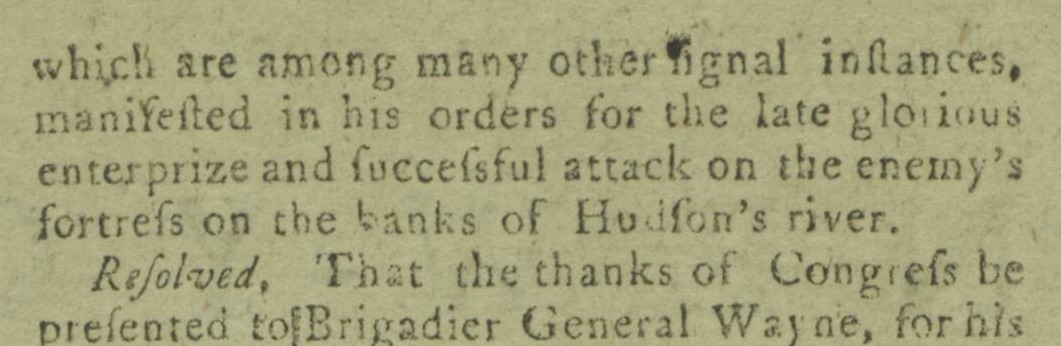 which are among many other ſignal inſtances,
manifeſted in his orders for the late glorious
enterprize and ſucceſsful attack on the enemy's
fortreſs on the banks of Hudſon's river.
Reſolved, That the thanks of Congreſs be
preſented to Brigadier General Wayne, for his